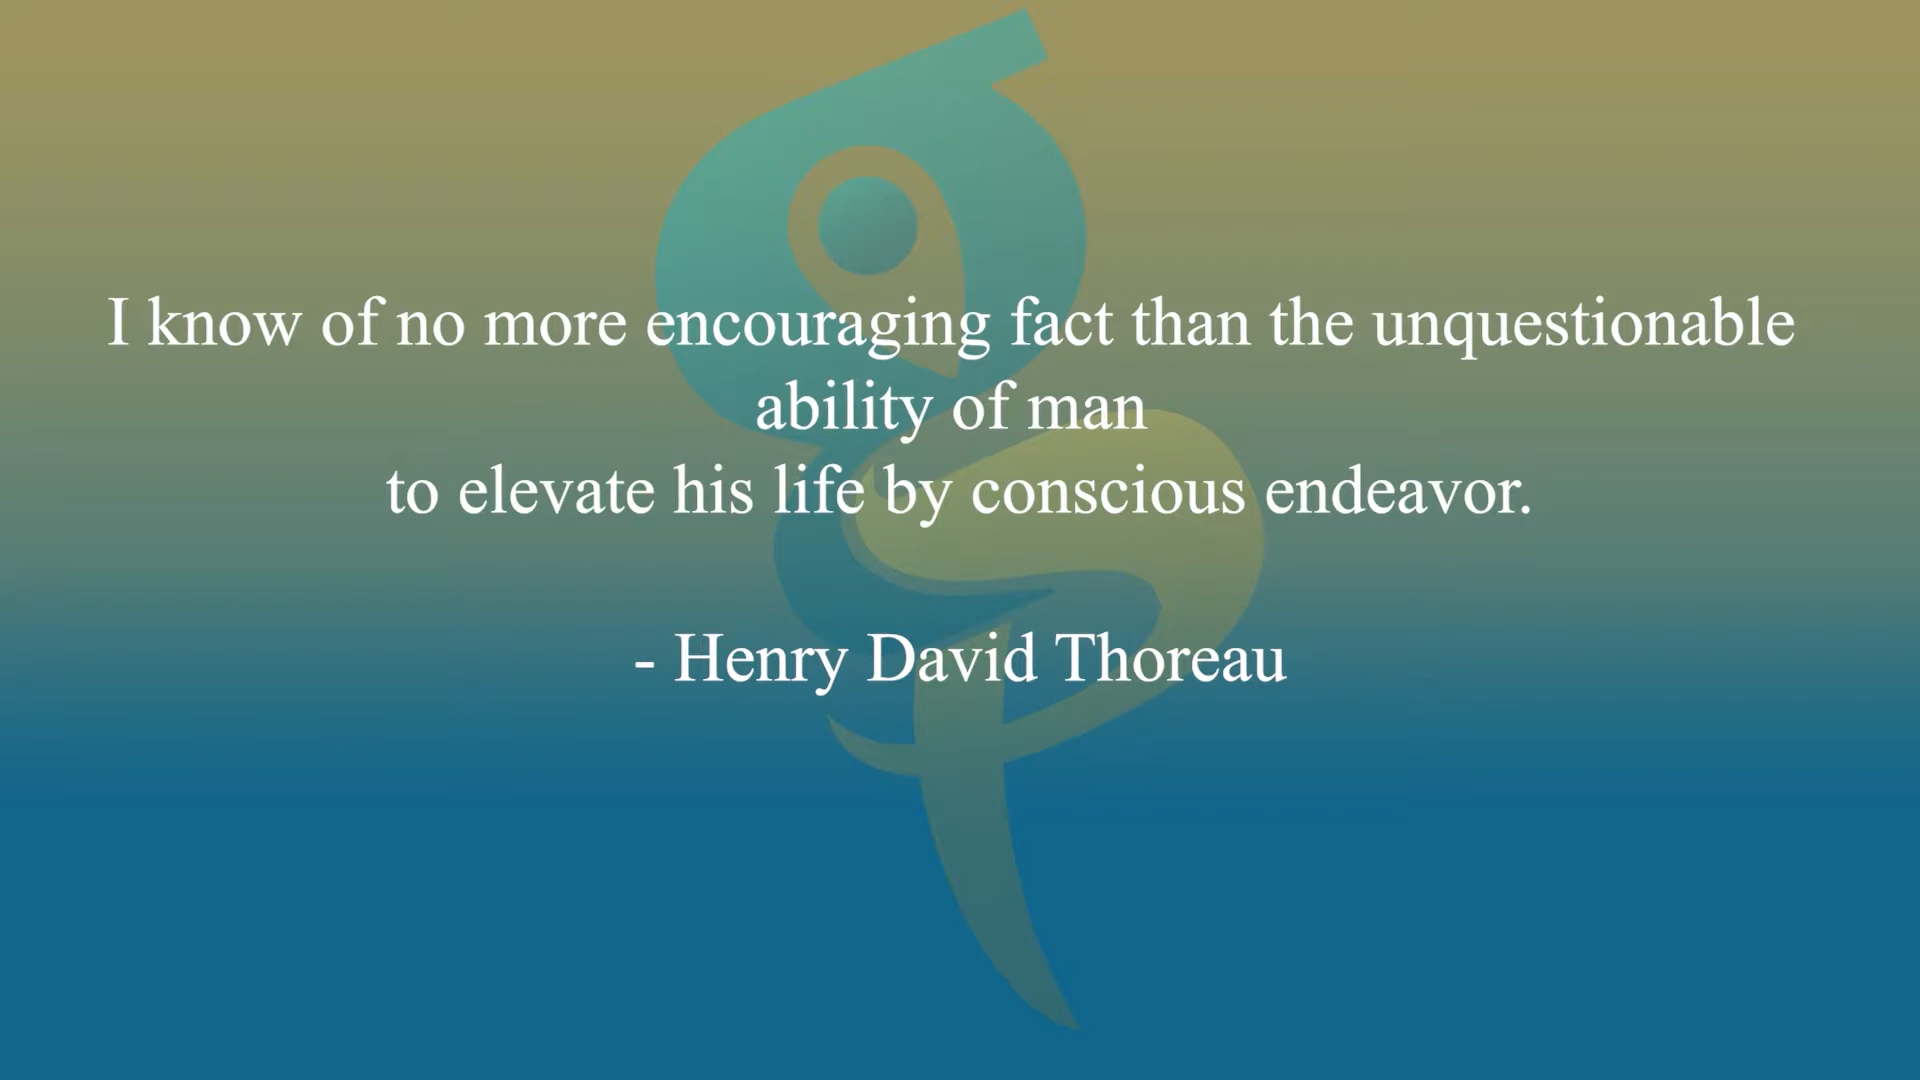 I know of no more encouraging fact than the unquestionable
ability of man
to elevate his life by conscious endeavor.
- Henry David Thoreau